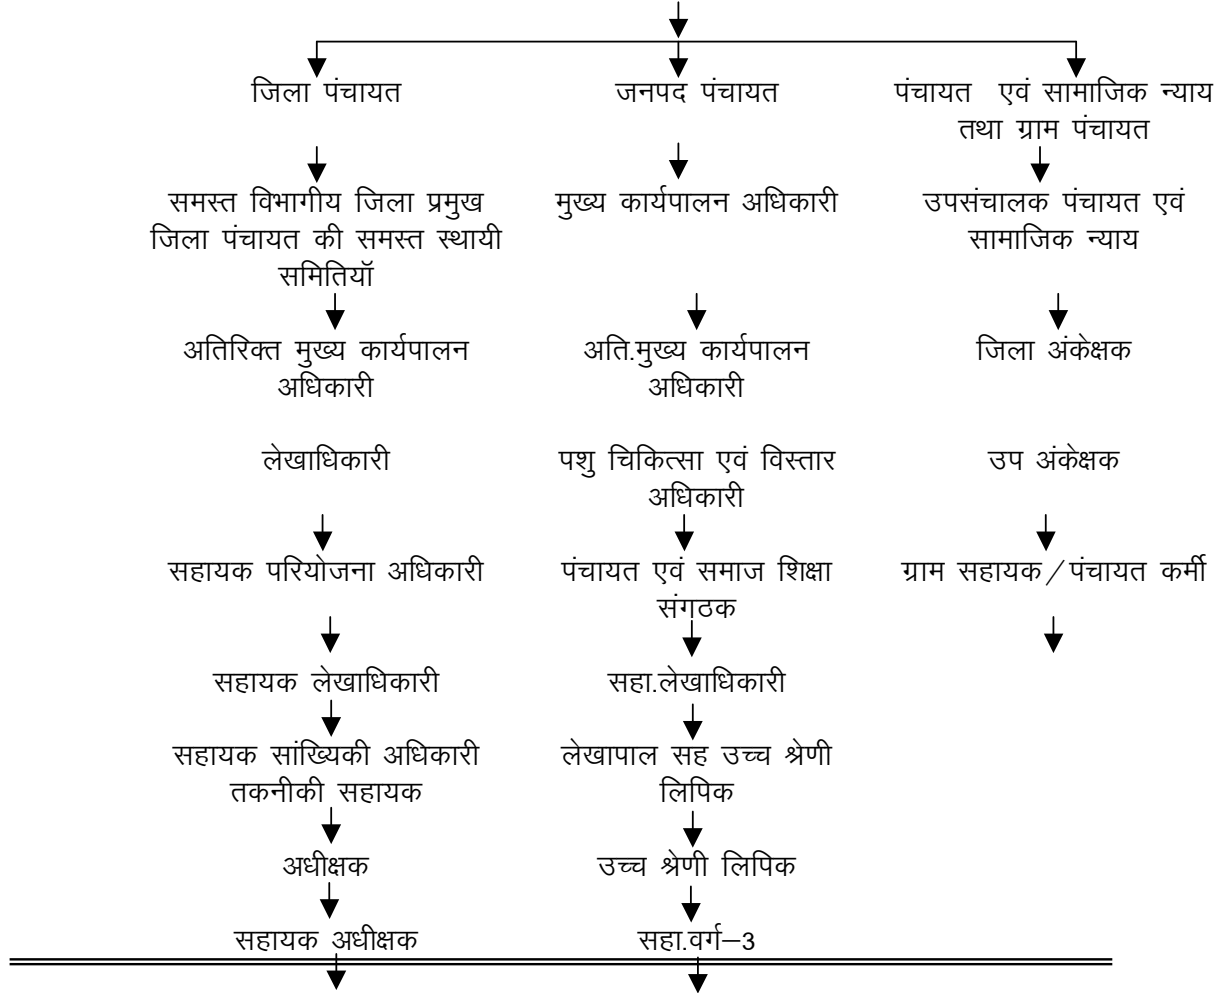 जिला पंचायत
जनपद पंचायत
पंचायत एवं सामाजिक न्याय
तथा ग्राम पंचायत
समस्त विभागीय जिला प्रमुख
जिला पंचायत की समस्त स्थायी
समितियॉ
मुख्य कार्यपालन अधिकारी
उपसंचालक पंचायत एवं
सामाजिक न्याय
अतिरिक्त मुख्य कार्यपालन
अधिकारी
अति.मुख्य कार्यपालन
अधिकारी
जिला अंकेक्षक
लेखाधिकारी
पशु चिकित्सा एवं विस्तार
अधिकारी
उप अंकेक्षक
सहायक परियोजना अधिकारी
पंचायत एवं समाज शिक्षा
संगठक
ग्राम सहायक/पंचायत कर्मी
सहायक लेखाधिकारी
सहा.लेखाधिकारी
सहायक सांख्यिकी अधिकारी
तकनीकी सहायक
लेखापाल सह उच्च श्रेणी
लिपिक
अधीक्षक
उच्च श्रेणी लिपिक
सहायक अधीक्षक
सहा.वर्ग–3